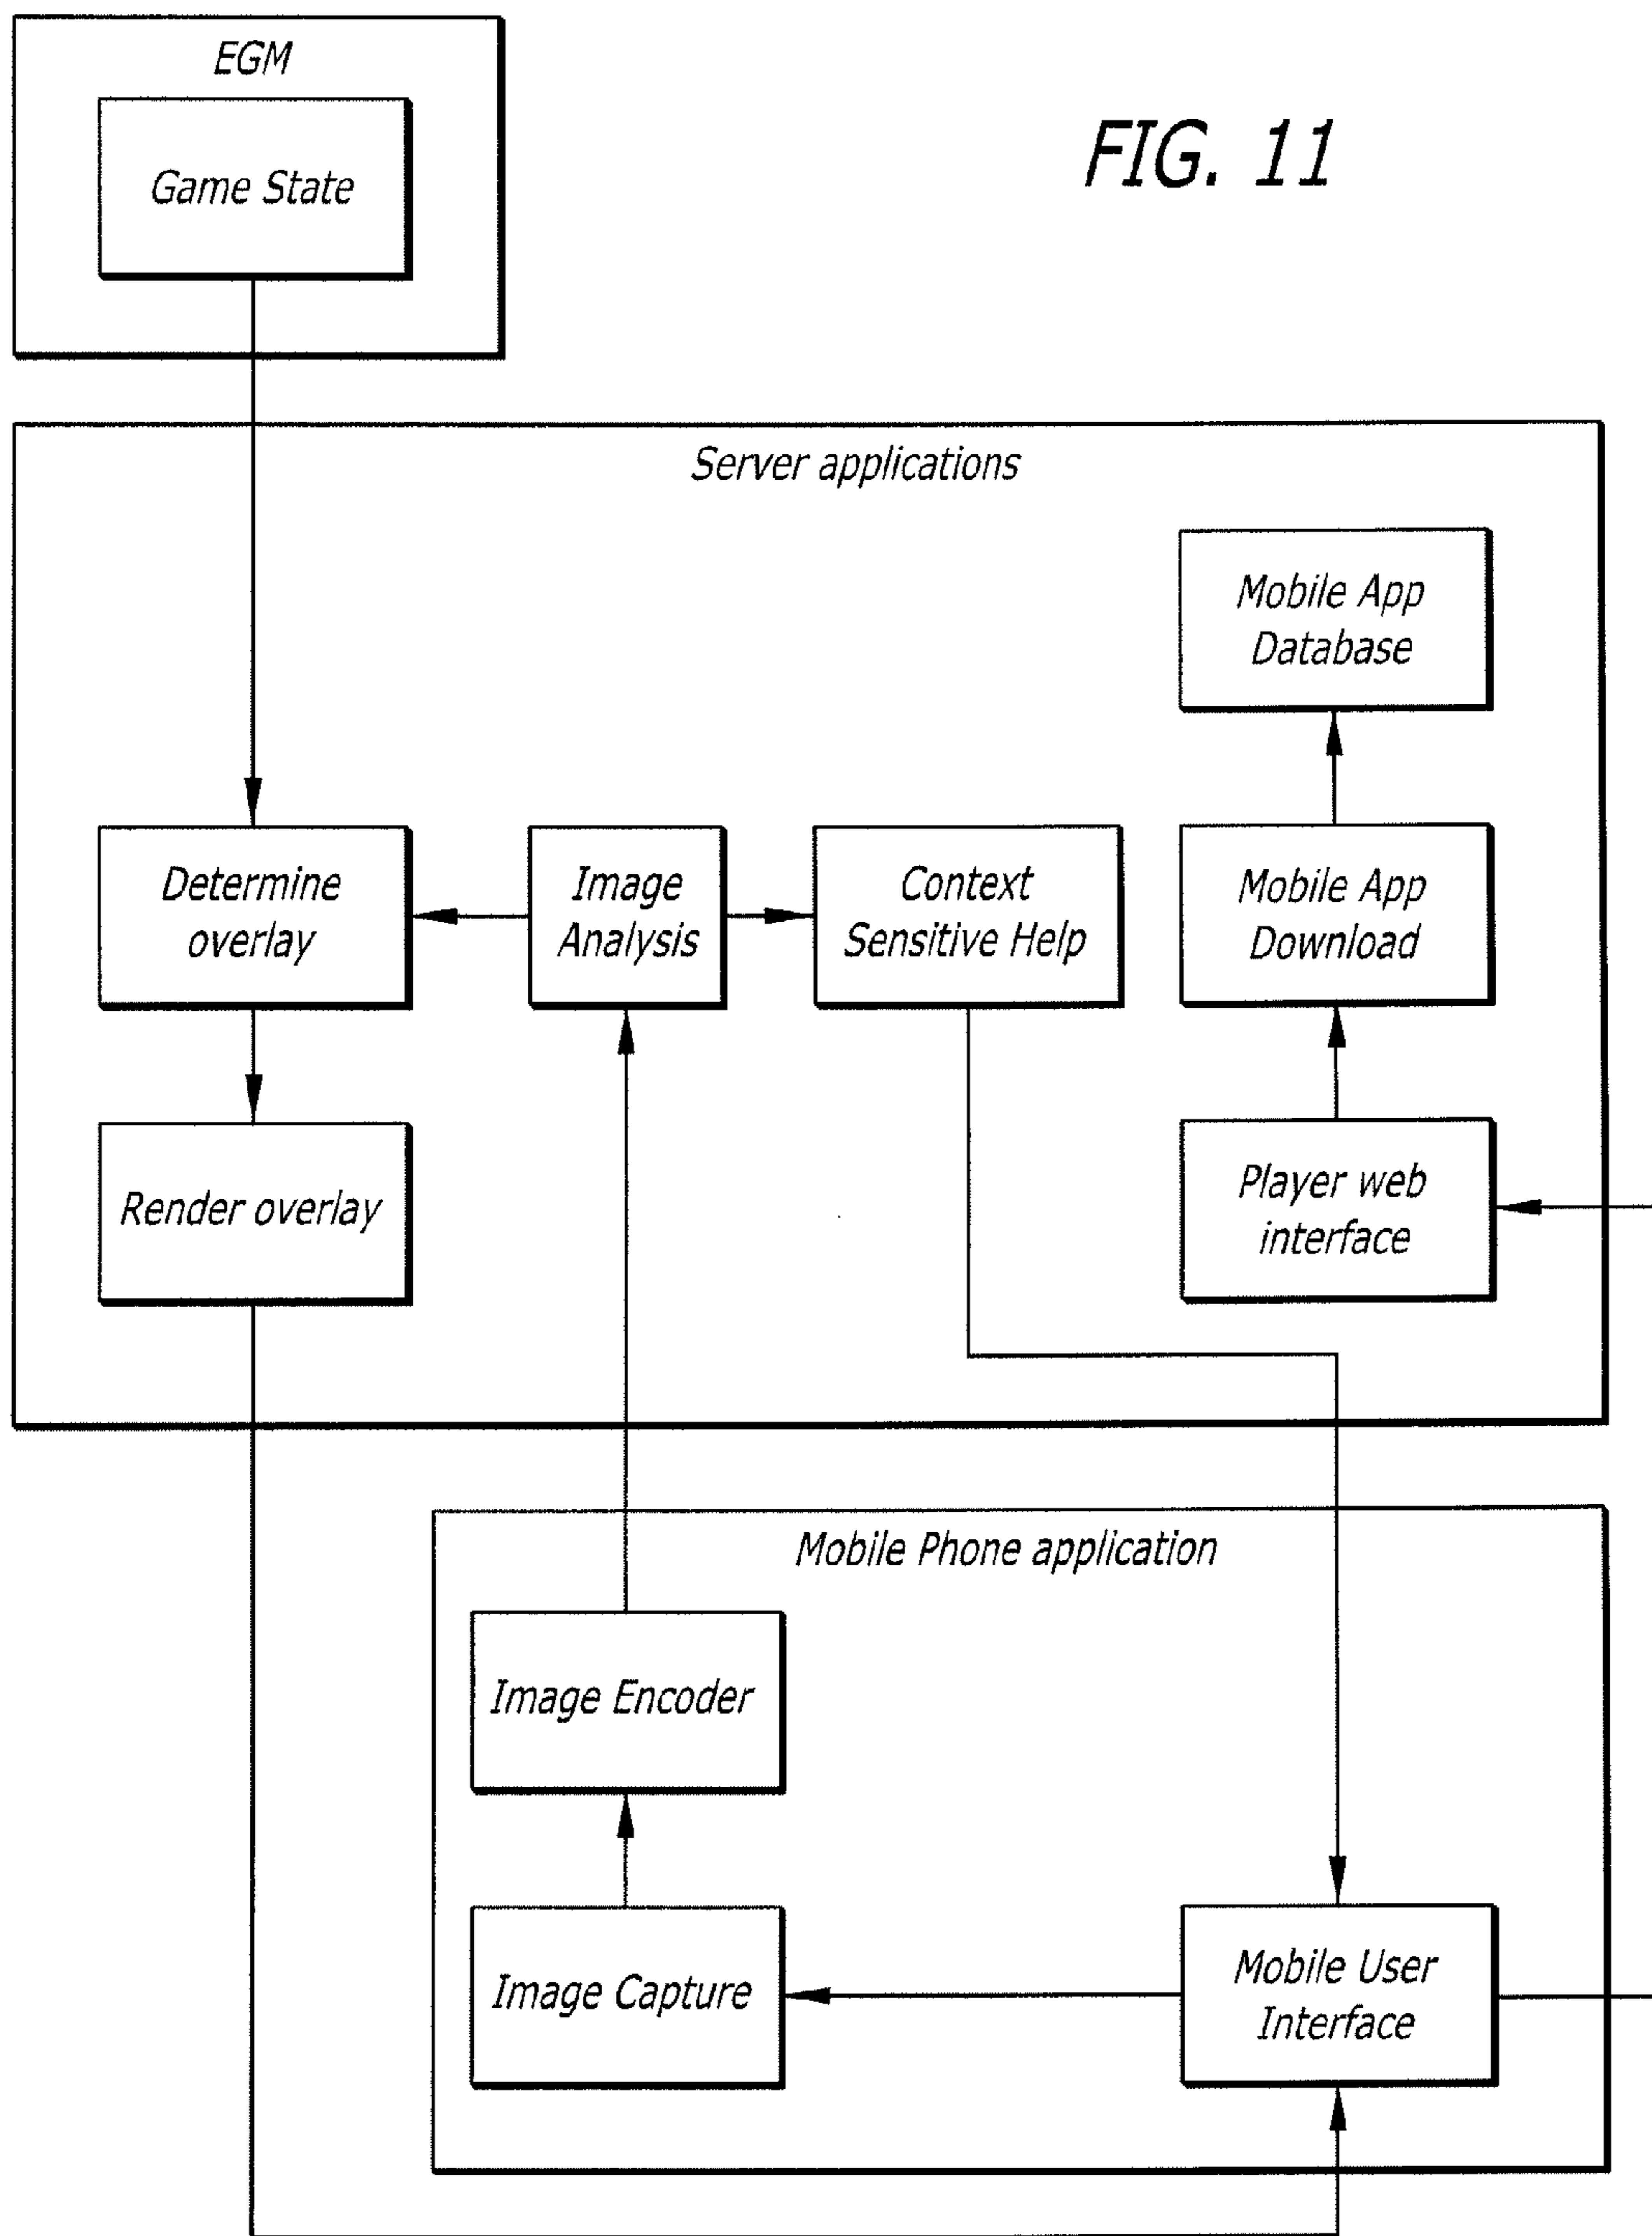 EGM
Game State
FIG. 11
Server applications
Mobile App
Database
Determine
overlay
Image
Analysis
Context
Sensitive Help
Mobile App
Download
Render overlay
Player web
interface
Mobile Phone application
Image Encoder
Image Capture
Mobile User
Interface